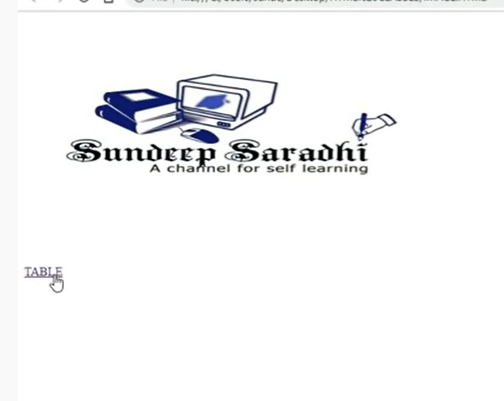 Sundeep Saradhi
A channel for self learning
TABLE